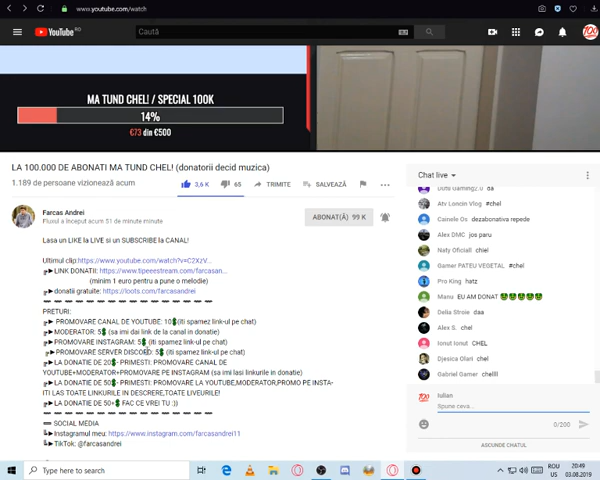 www.youtube.com/watch
YouTube RO
Caută
MA TUND CHEL! / SPECIAL 100K
14%
€73 din €500
LA 100.000 DE ABONATI MA TUND CHEL! (donatorii decid muzica)
1.189 de persoane vizionează acum
3,6 K
65
TRIMITE
SALVEAZĂ
Farcas Andrei
Fluxul a început acum 51 de minute minute
ABONAT(Ă) 99 K
Lasa un LIKE la LIVE si un SUBSCRIBE la CANAL!
Ultimul clip:https://www.youtube.com/watch?v=C2XzV...
LINK DONATII: https://www.tipeeestream.com/farcasan...
(minim 1 euro pentru a pune o melodie)
donatii gratuite: https://loots.com/farcasandrei
PRETURI:
PROMOVARE CANAL DE YOUTUBE: 10💲(iti spamez link-ul pe chat)
MODERATOR: 5💲 (sa imi dai link de la canal in donatie)
PROMOVARE INSTAGRAM: 5💲 (iti spamez link-ul pe chat)
PROMOVARE SERVER DISCORD: 5💲 (iti spamez link-ul pe chat)
LA DONATIE DE 20💲- PRIMESTI: PROMOVARE CANAL DE
YOUTUBE+MODERATOR+PROMOVARE PE INSTAGRAM (sa imi lasi linkurile in donatie)
LA DONATIE DE 50💲- PRIMESTI: PROMOVARE LA YOUTUBE,MODERATOR,PROMO PE INSTA-
ITI LAS TOATE LINKURILE IN DESCRERE,TOATE LIVEURILE!
LA DONATIE DE 50+💲 FAC CE VREI TU :))
SOCIAL MEDIA
Instagramul meu: https://www.instagram.com/farcasandrei11
TikTok: @farcasandrei
Chat live
Outis Gaming2.0 da
Atv Loncin Vlog #chel
Cainele Os dezabonativa repede
Alex DMC jos paru
Naty Oficiall chel
Gamer PATEU VEGETAL #chel
Pro King hatz
Manu EU AM DONAT
Delia Stroie daa
Alex S. chel
Ionut Ionut CHEL
Djesica Olari chel
Gabriel Gamer chellll
Iulian
Spune ceva...
0/200
ASCUNDE CHATUL
Type here to search
ROU
US
20:49
03.08.2019